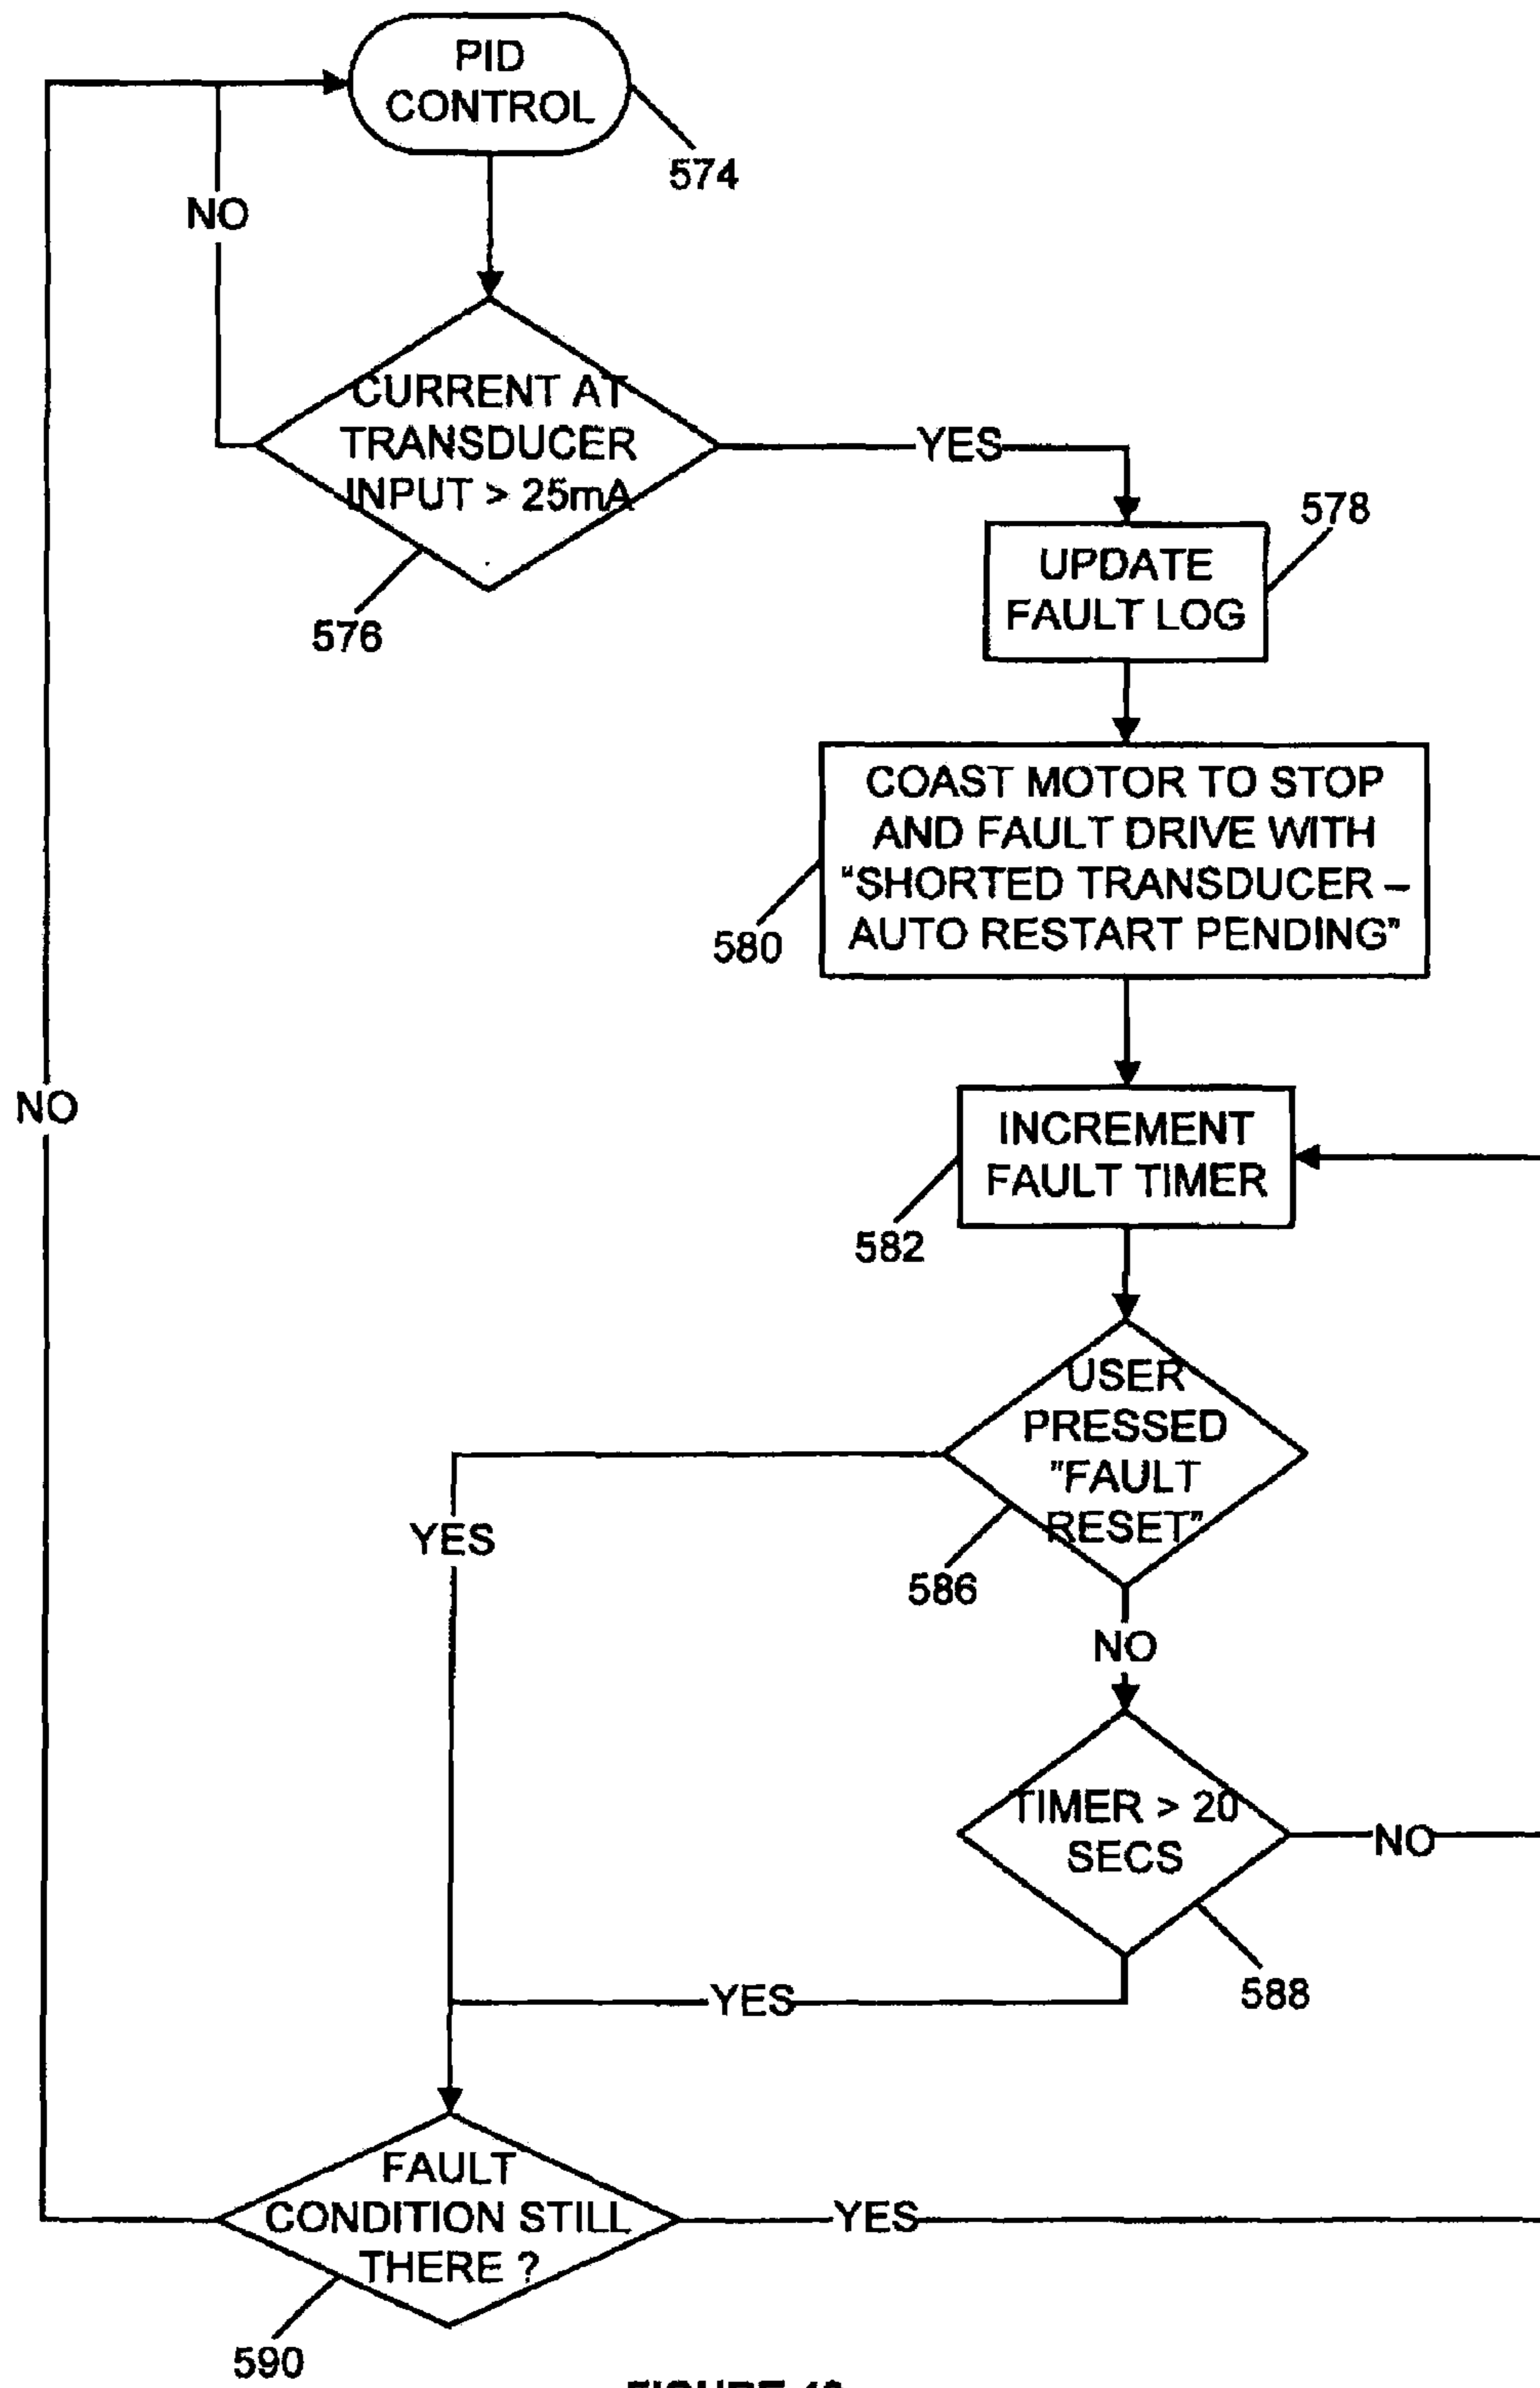 PID
CONTROL
574
NO
CURRENT AT
TRANSDUCER
INPUT > 25mA
YES
576
578
UPDATE
FAULT LOG
COAST MOTOR TO STOP
AND FAULT DRIVE WITH
“SHORTED TRANSDUCER –
AUTO RESTART PENDING”
580
NO
INCREMENT
FAULT TIMER
582
USER
PRESSED
”FAULT
RESET”
YES
586
NO
TIMER > 20
SECS
NO
588
YES
FAULT
CONDITION STILL
THERE ?
YES
590